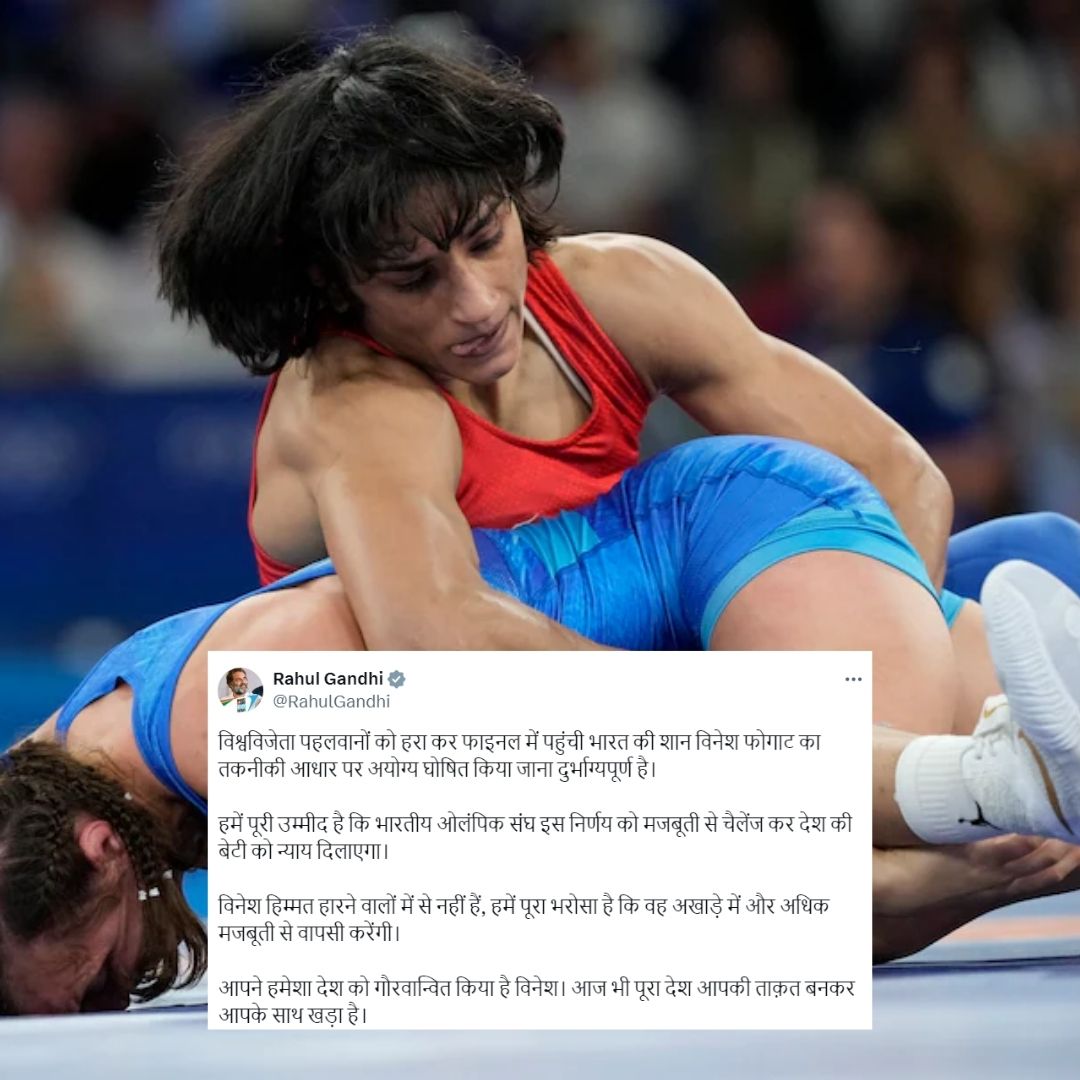 Rahul Gandhi
@RahulGandhi
विश्वविजेता पहलवानों को हरा कर फाइनल में पहुंची भारत की शान विनेश फोगाट का
तकनीकी आधार पर अयोग्य घोषित किया जाना दुर्भाग्यपूर्ण है।
हमें पूरी उम्मीद है कि भारतीय ओलंपिक संघ इस निर्णय को मजबूती से चैलेंज कर देश की
बेटी को न्याय दिलाएगा।
विनेश हिम्मत हारने वालों में से नहीं हैं, हमें पूरा भरोसा है कि वह अखाड़े में और अधिक
मजबूती से वापसी करेंगी।
आपने हमेशा देश को गौरवान्वित किया है विनेश। आज भी पूरा देश आपकी ताक़त बनकर
आपके साथ खड़ा है।